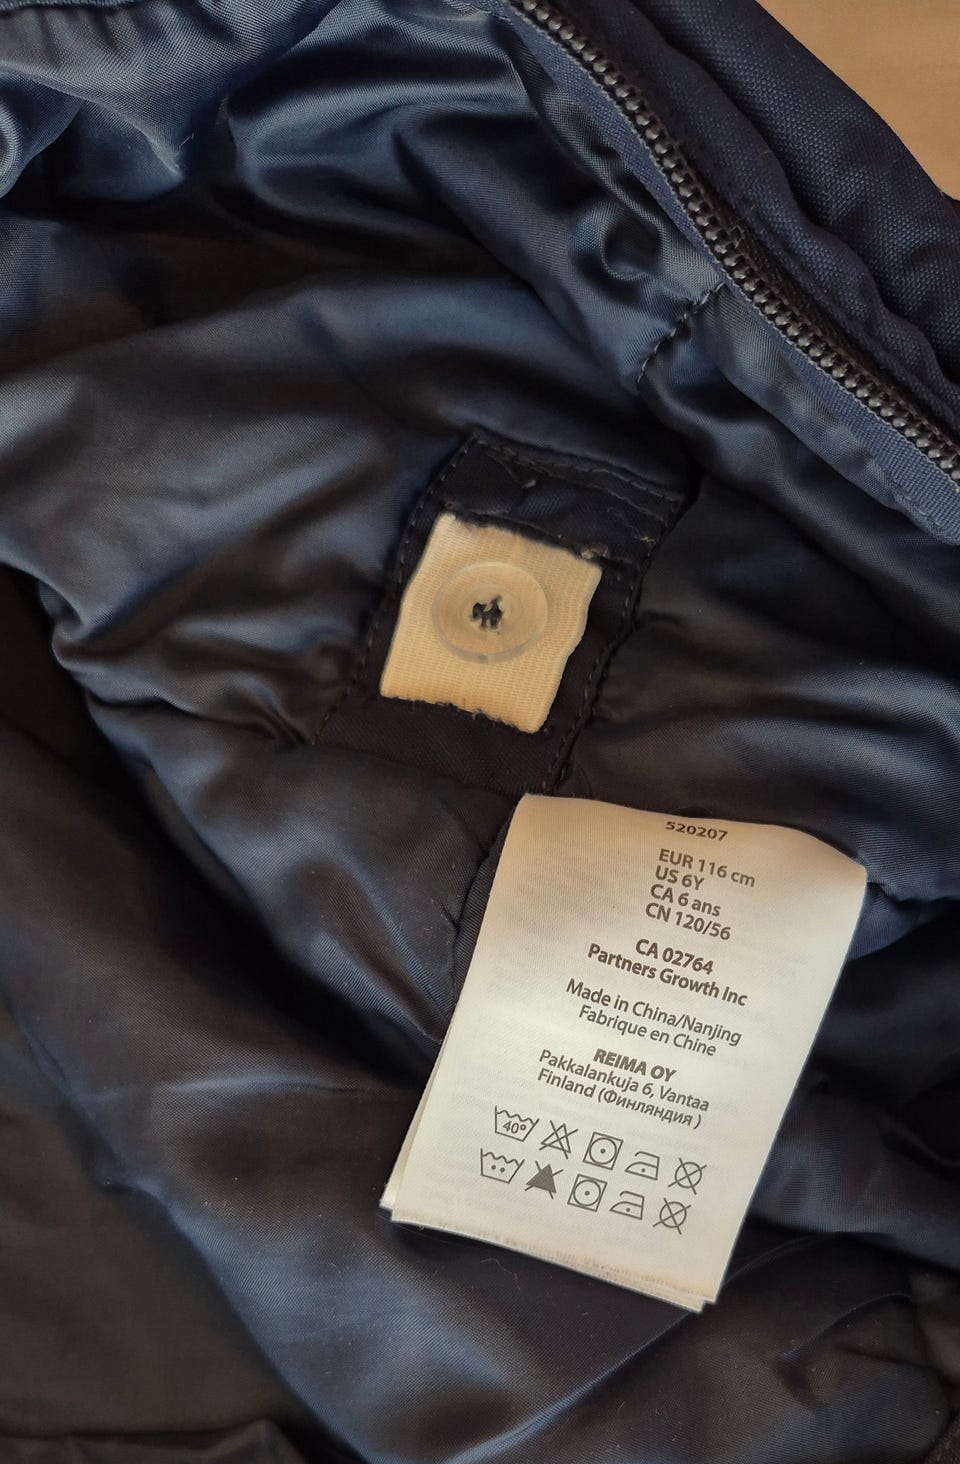 520207
EUR 116 cm
US 6Y
CA 6 ans
CN 120/56
CA 02764
Partners Growth Inc
Made in China/Nanjing
Fabrique en Chine
REIMA OY
Pakkalankuja 6, Vantaa
Finland (Финляндия )
40°